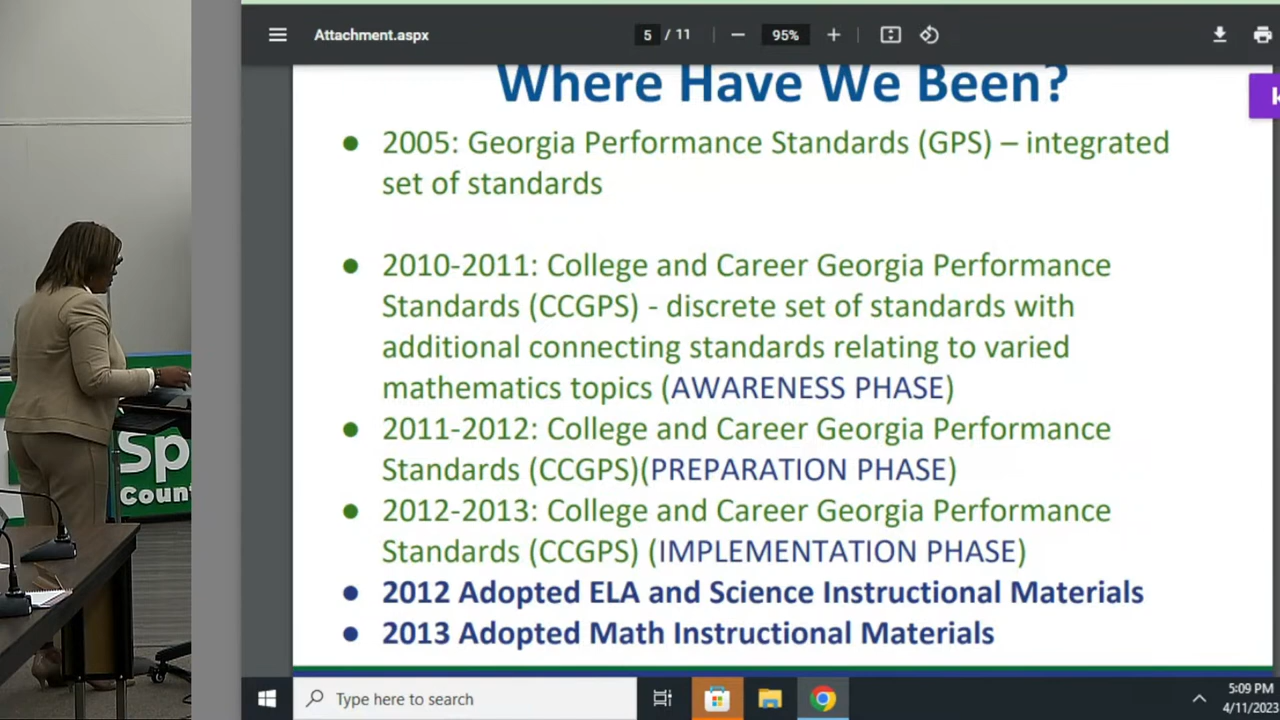 Attachment.aspx
5 / 11
95%
Where Have We Been?
2005: Georgia Performance Standards (GPS) – integrated
set of standards
2010-2011: College and Career Georgia Performance
Standards (CCGPS) - discrete set of standards with
additional connecting standards relating to varied
mathematics topics (AWARENESS PHASE)
2011-2012: College and Career Georgia Performance
Standards (CCGPS)(PREPARATION PHASE)
2012-2013: College and Career Georgia Performance
Standards (CCGPS) (IMPLEMENTATION PHASE)
2012 Adopted ELA and Science Instructional Materials
2013 Adopted Math Instructional Materials
Sp
Coun
Type here to search
5:09 PM
4/11/2023